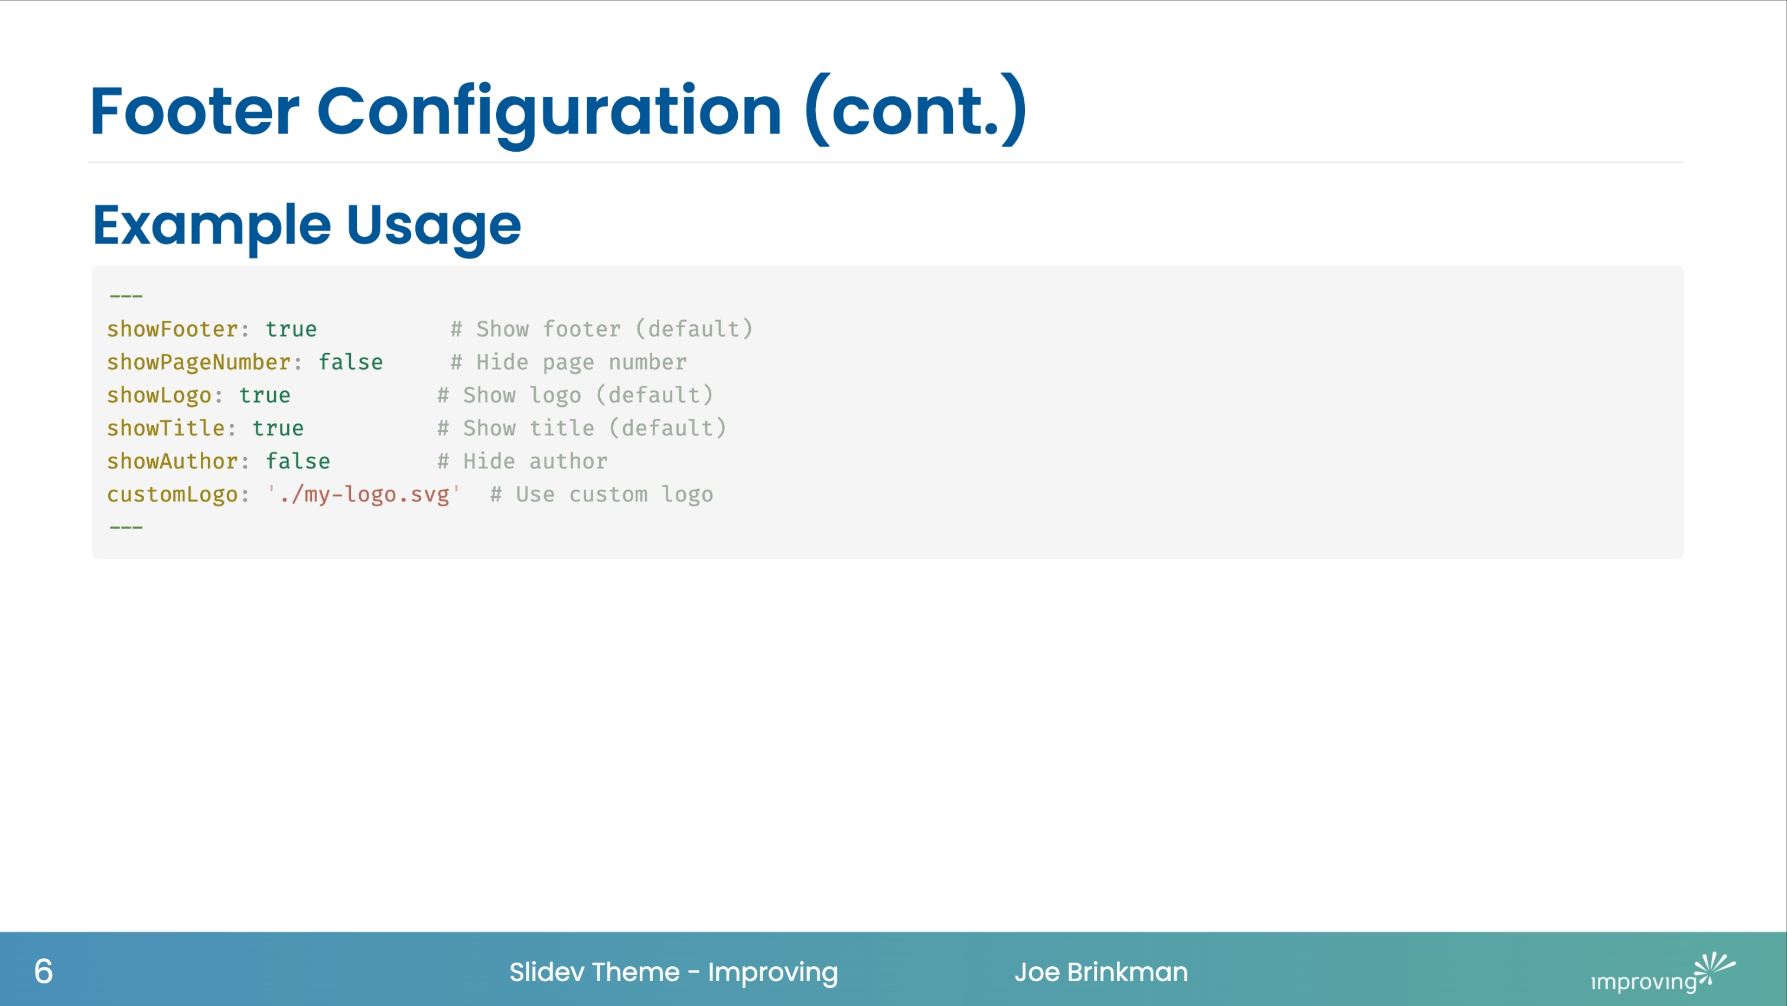 Footer Configuration (cont.)
Example Usage
---
showFooter: true          # Show footer (default)
showPageNumber: false     # Hide page number
showLogo: true           # Show logo (default)
showTitle: true          # Show title (default)
showAuthor: false        # Hide author
customLogo: './my-logo.svg'  # Use custom logo
---
6
Slidev Theme - Improving
Joe Brinkman
improving